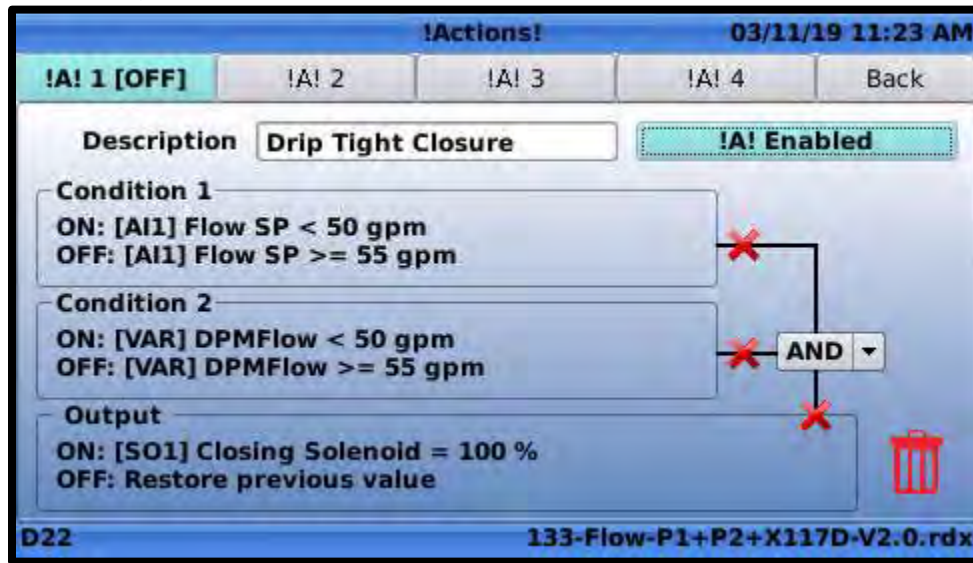 !Actions! 03/11/19 11:23 AM
!A! 1 [OFF] !A! 2 !A! 3 !A! 4 Back
Description Drip Tight Closure !A! Enabled
Condition 1
ON: [AI1] Flow SP < 50 gpm
OFF: [AI1] Flow SP >= 55 gpm
Condition 2
ON: [VAR] DPMFlow < 50 gpm
OFF: [VAR] DPMFlow >= 55 gpm
AND
Output
ON: [SO1] Closing Solenoid = 100 %
OFF: Restore previous value
D22 133-Flow-P1+P2+X117D-V2.0.rdx